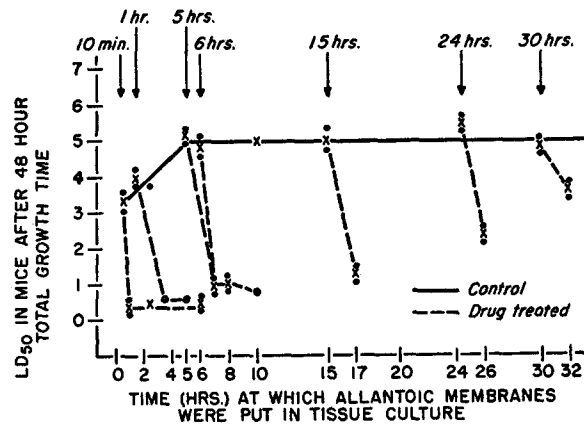 1 hr. 5 hrs. 15 hrs. 24 hrs. 30 hrs.
10 min. 6 hrs.
7
6
5
4
3
2
1
0
LD50 IN MICE AFTER 48 HOUR
TOTAL GROWTH TIME
Control
Drug treated
0 2 4 5 6 8 10 15 17 20 24 26 30 32
TIME (HRS.) AT WHICH ALLANTOIC MEMBRANES
WERE PUT IN TISSUE CULTURE